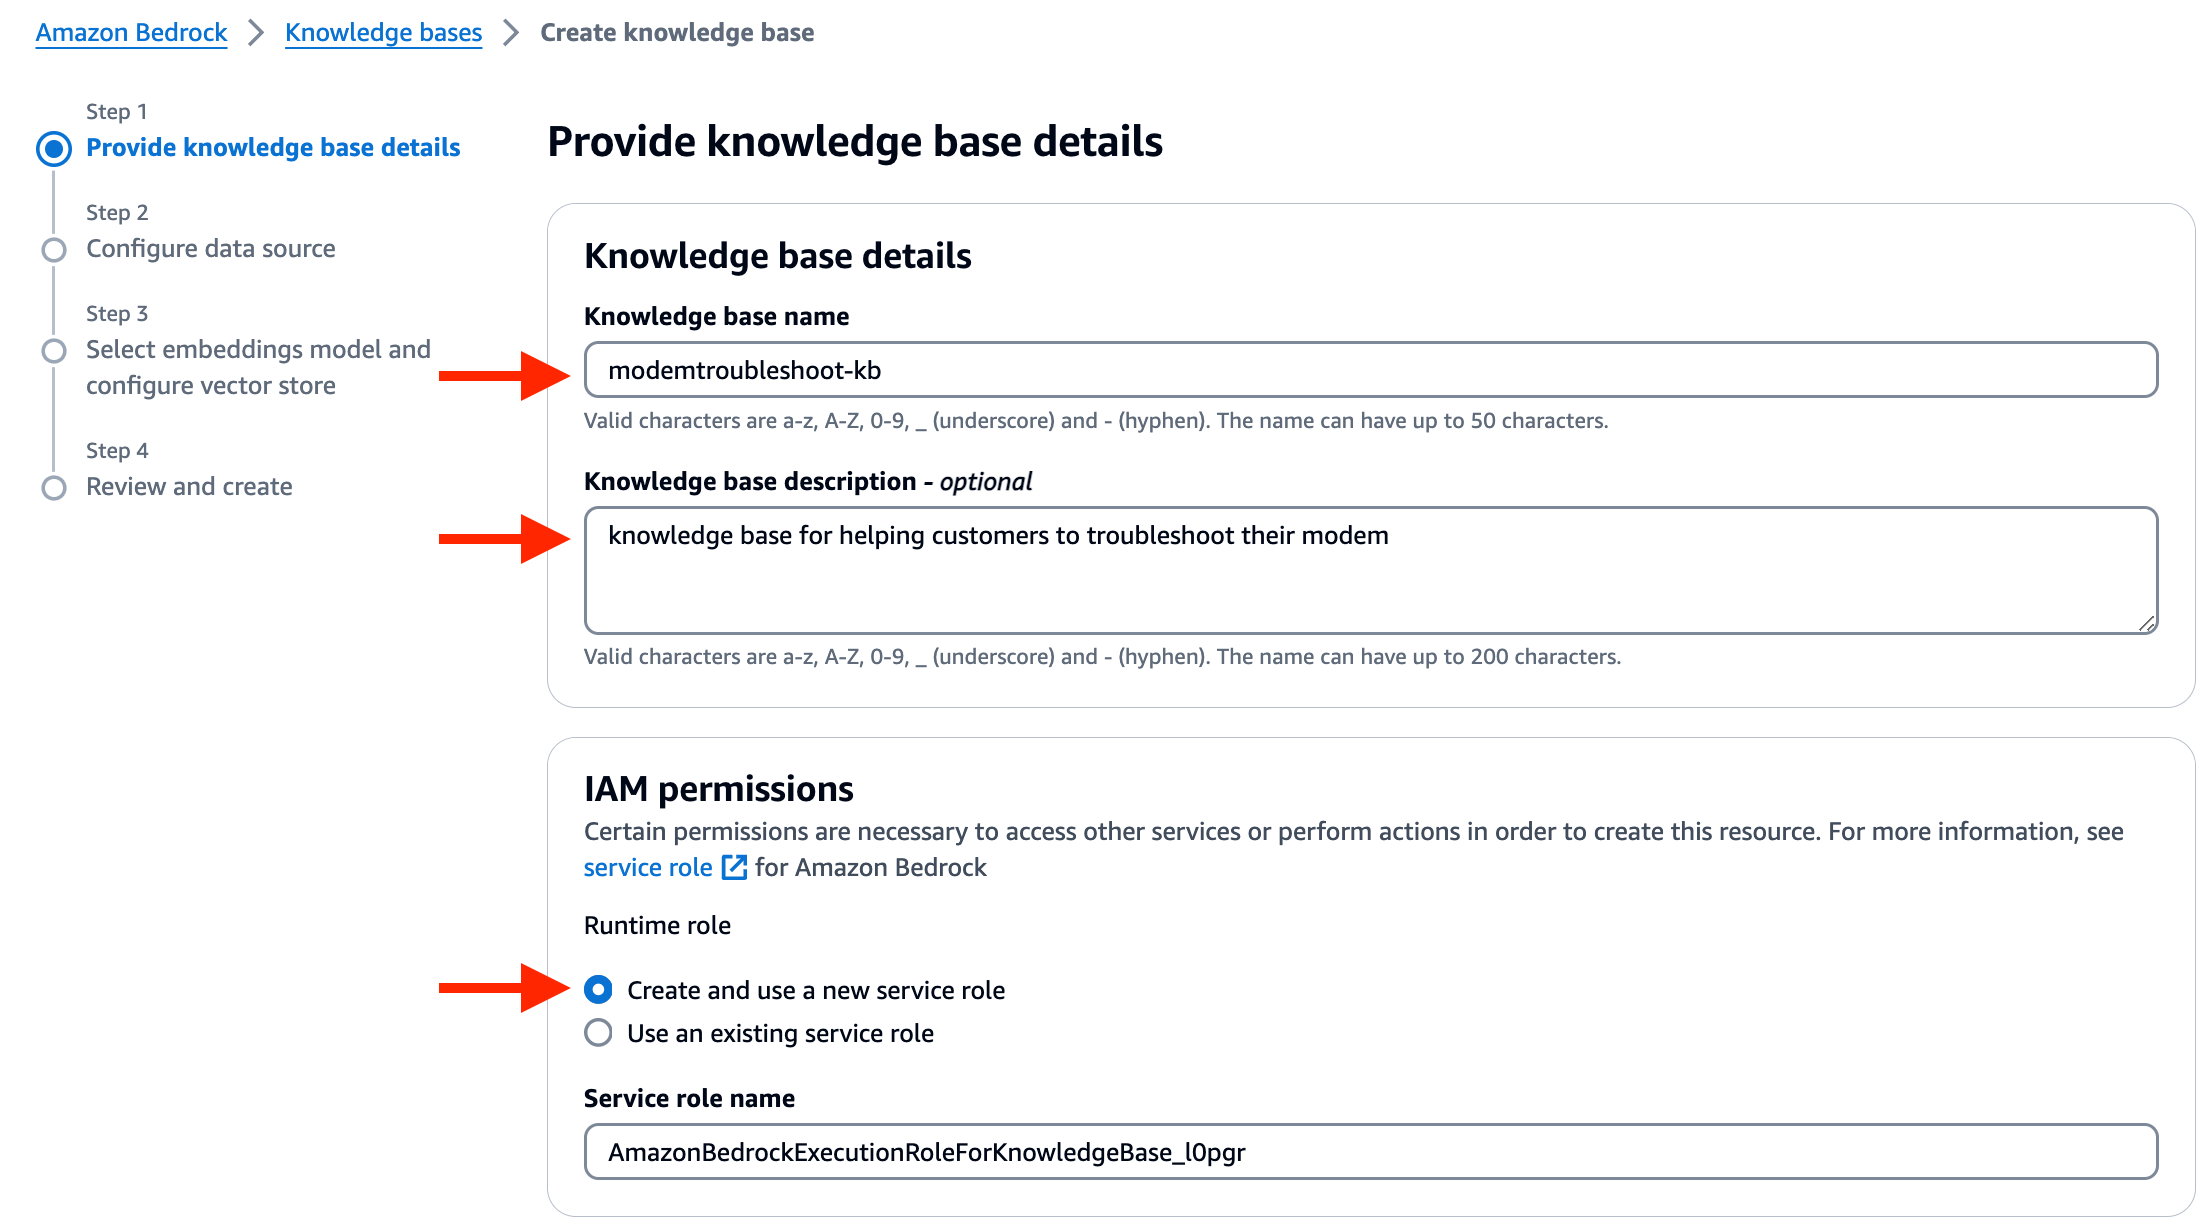 Amazon Bedrock > Knowledge bases > Create knowledge base
Step 1
Provide knowledge base details
Step 2
Configure data source
Step 3
Select embeddings model and
configure vector store
Step 4
Review and create
Provide knowledge base details
Knowledge base details
Knowledge base name
modemtroubleshoot-kb
Valid characters are a-z, A-Z, 0-9, _ (underscore) and - (hyphen). The name can have up to 50 characters.
Knowledge base description - optional
knowledge base for helping customers to troubleshoot their modem
Valid characters are a-z, A-Z, 0-9, _ (underscore) and - (hyphen). The name can have up to 200 characters.
IAM permissions
Certain permissions are necessary to access other services or perform actions in order to create this resource. For more information, see
service role for Amazon Bedrock
Runtime role
Create and use a new service role
Use an existing service role
Service role name
AmazonBedrockExecutionRoleForKnowledgeBase_l0pgr